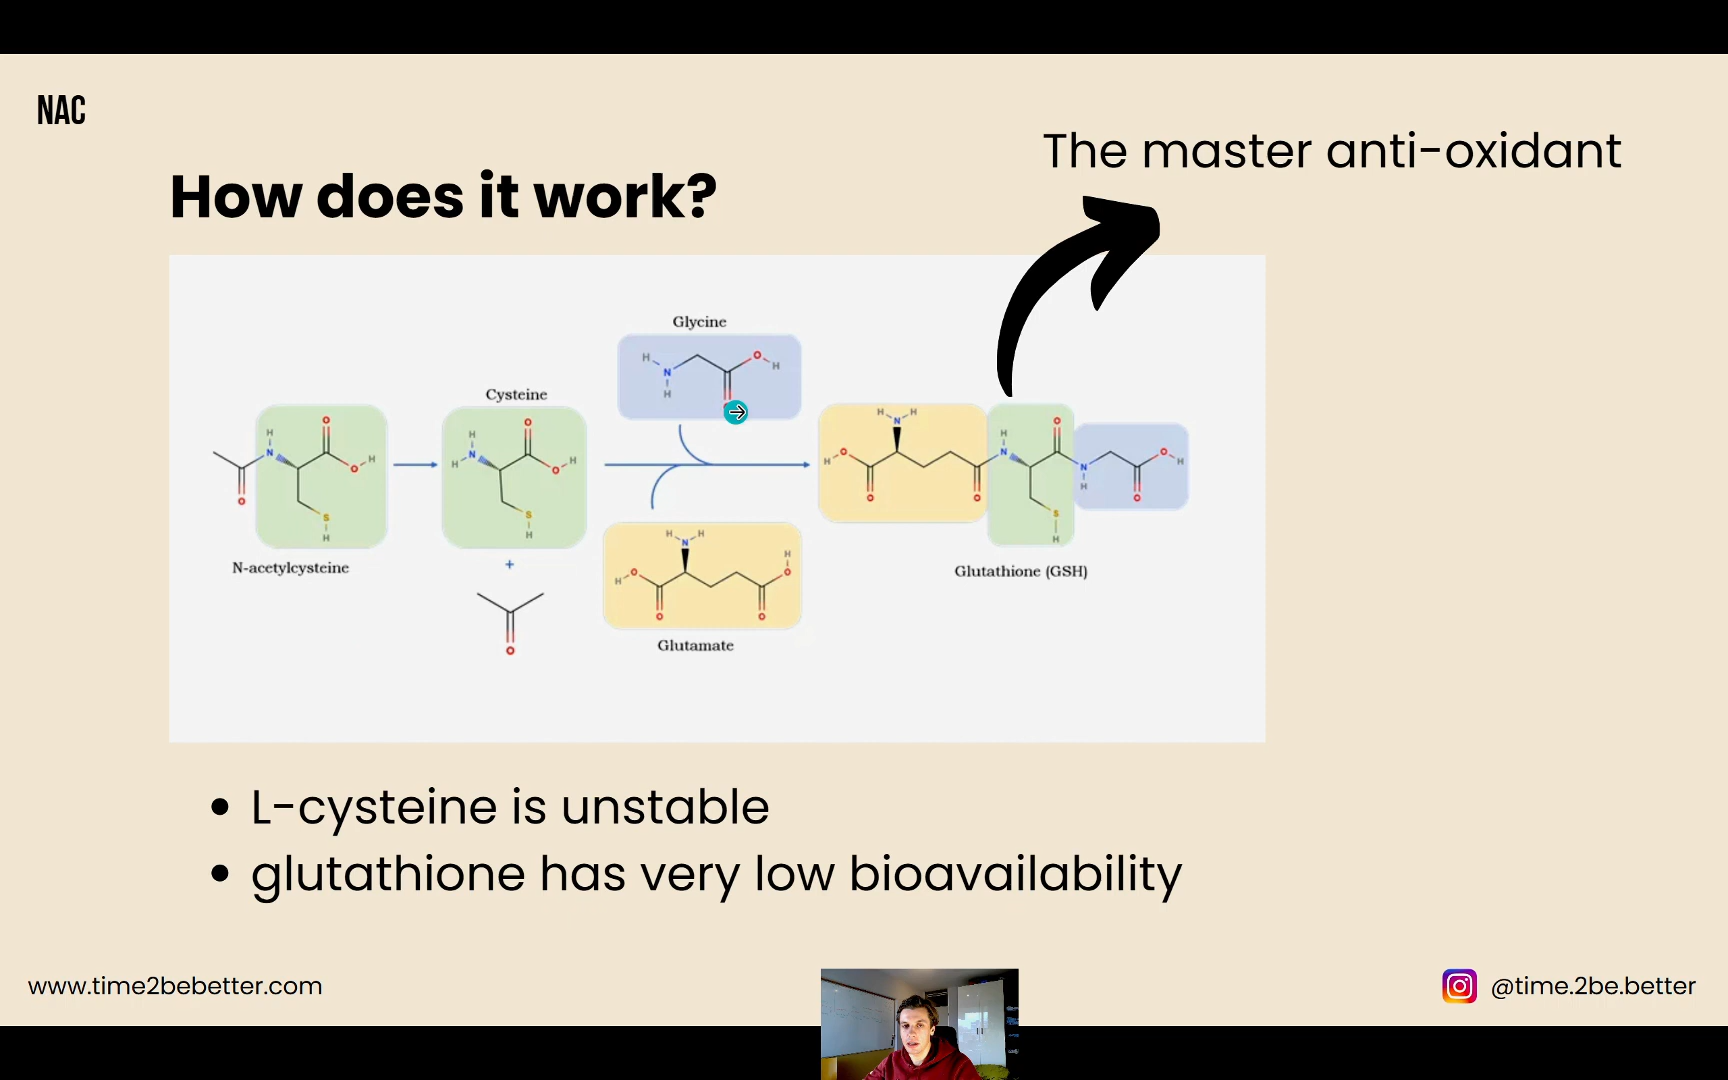 NAC
The master anti-oxidant
How does it work?
Glycine
H
N
H
O
H
Cysteine
H
N
O
O
H
S
H
H
H
N
O
O
H
S
H
N-acetylcysteine
+
O
H
H
N
H
O
O
H
O
H
O
Glutamate
H
H
N
H
O
O
O
H
N
O
S
H
N
H
O
O
H
Glutathione (GSH)
• L-cysteine is unstable
• glutathione has very low bioavailability
www.time2bebetter.com
@time.2be.better